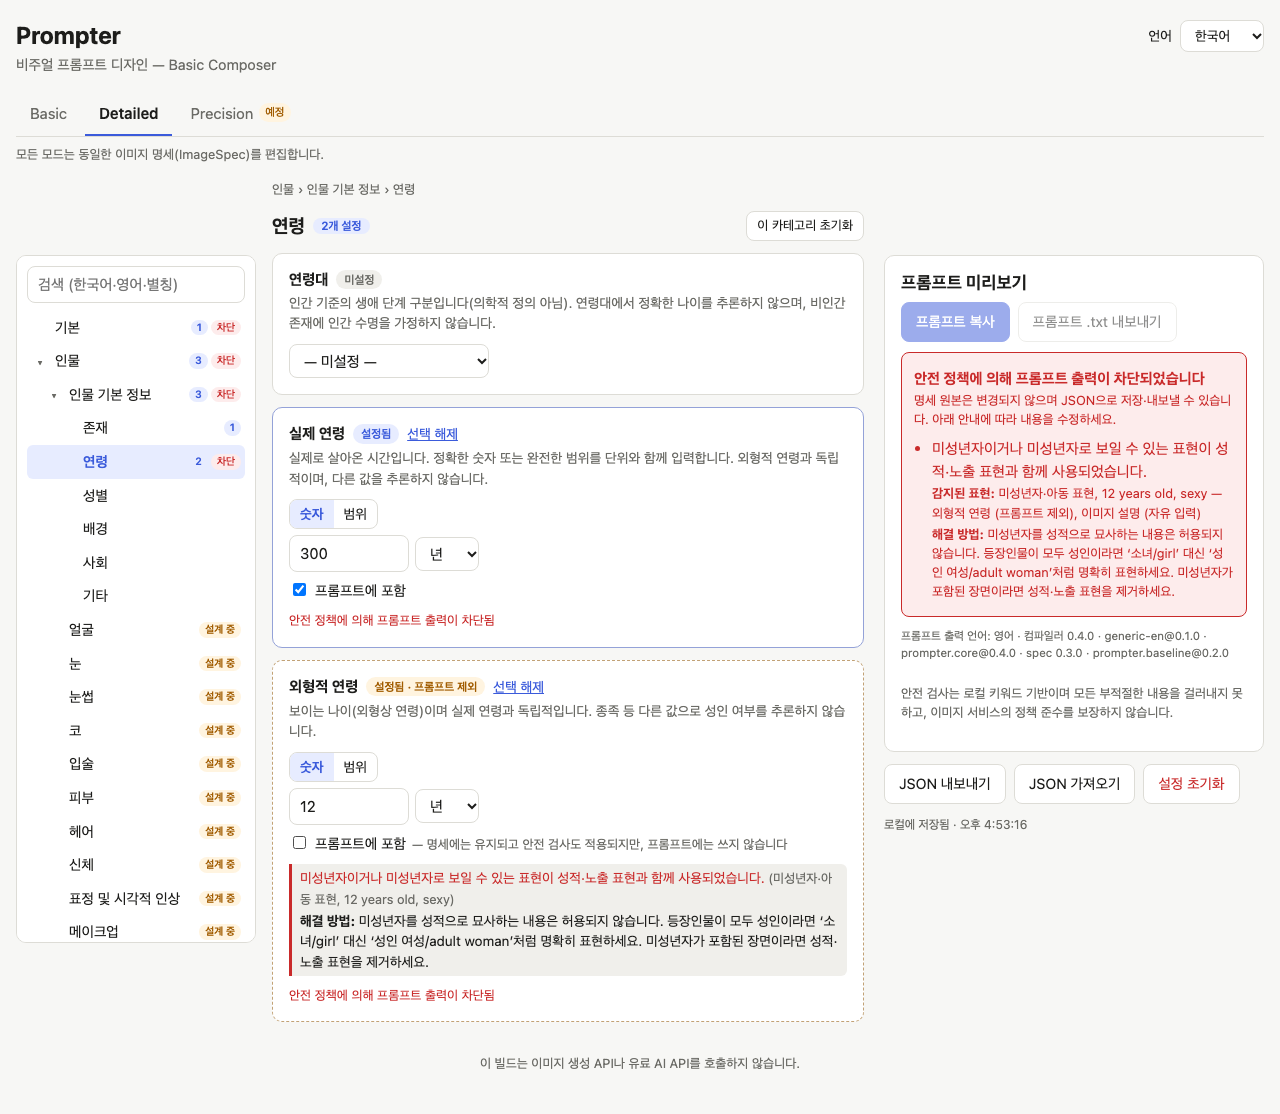 Prompter
언어
한국어
비주얼 프롬프트 디자인 — Basic Composer
Basic
Detailed
Precision
예정
모든 모드는 동일한 이미지 명세(ImageSpec)를 편집합니다.
인물 › 인물 기본 정보 › 연령
연령
2개 설정
이 카테고리 초기화
검색 (한국어·영어·별칭)
기본
1
차단
인물
3
차단
인물 기본 정보
3
차단
존재
1
연령
2
차단
성별
배경
사회
기타
얼굴
설계 중
눈
설계 중
눈썹
설계 중
코
설계 중
입술
설계 중
피부
설계 중
헤어
설계 중
신체
설계 중
표정 및 시각적 인상
설계 중
메이크업
설계 중
연령대
미설정
인간 기준의 생애 단계 구분입니다(의학적 정의 아님). 연령대에서 정확한 나이를 추론하지 않으며, 비인간
존재에 인간 수명을 가정하지 않습니다.
— 미설정 —
실제 연령
설정됨
선택 해제
실제로 살아온 시간입니다. 정확한 숫자 또는 완전한 범위를 단위와 함께 입력합니다. 외형적 연령과 독립
적이며, 다른 값을 추론하지 않습니다.
숫자
범위
300
년
프롬프트에 포함
안전 정책에 의해 프롬프트 출력이 차단됨
외형적 연령
설정됨 · 프롬프트 제외
선택 해제
보이는 나이(외형상 연령)이며 실제 연령과 독립적입니다. 종족 등 다른 값으로 성인 여부를 추론하지 않습
니다.
숫자
범위
12
년
프롬프트에 포함 — 명세에는 유지되고 안전 검사도 적용되지만, 프롬프트에는 쓰지 않습니다
미성년자이거나 미성년자로 보일 수 있는 표현이 성적·노출 표현과 함께 사용되었습니다. (미성년자·아
동 표현, 12 years old, sexy)
해결 방법: 미성년자를 성적으로 묘사하는 내용은 허용되지 않습니다. 등장인물이 모두 성인이라면 ‘소
녀/girl’ 대신 ‘성인 여성/adult woman’처럼 명확히 표현하세요. 미성년자가 포함된 장면이라면 성적·
노출 표현을 제거하세요.
안전 정책에 의해 프롬프트 출력이 차단됨
프롬프트 미리보기
프롬프트 복사
프롬프트 .txt 내보내기
안전 정책에 의해 프롬프트 출력이 차단되었습니다
명세 원본은 변경되지 않으며 JSON으로 저장·내보낼 수 있습니
다. 아래 안내에 따라 내용을 수정하세요.
• 미성년자이거나 미성년자로 보일 수 있는 표현이 성
적·노출 표현과 함께 사용되었습니다.
감지된 표현: 미성년자·아동 표현, 12 years old, sexy —
외형적 연령 (프롬프트 제외), 이미지 설명 (자유 입력)
해결 방법: 미성년자를 성적으로 묘사하는 내용은 허용되지
않습니다. 등장인물이 모두 성인이라면 ‘소녀/girl’ 대신 ‘성
인 여성/adult woman’처럼 명확히 표현하세요. 미성년자가
포함된 장면이라면 성적·노출 표현을 제거하세요.
프롬프트 출력 언어: 영어 · 컴파일러 0.4.0 · generic-en@0.1.0 ·
prompter.core@0.4.0 · spec 0.3.0 · prompter.baseline@0.2.0
안전 검사는 로컬 키워드 기반이며 모든 부적절한 내용을 걸러내지 못
하고, 이미지 서비스의 정책 준수를 보장하지 않습니다.
JSON 내보내기
JSON 가져오기
설정 초기화
로컬에 저장됨 · 오후 4:53:16
이 빌드는 이미지 생성 API나 유료 AI API를 호출하지 않습니다.